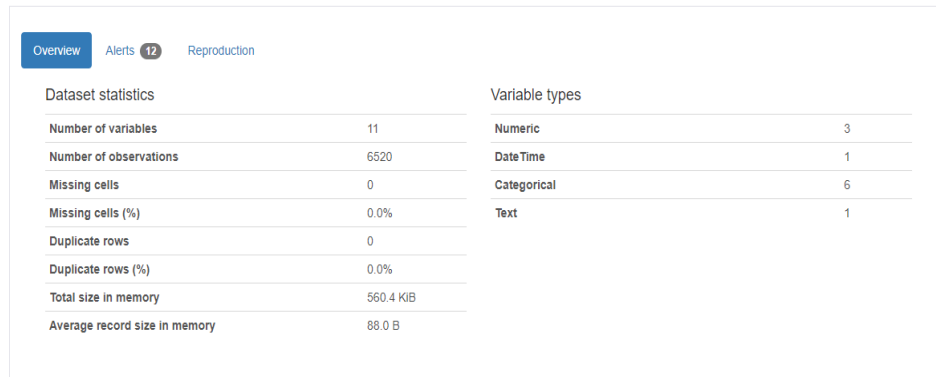 Overview Alerts 12 Reproduction
Dataset statistics
Number of variables 11
Number of observations 6520
Missing cells 0
Missing cells (%) 0.0%
Duplicate rows 0
Duplicate rows (%) 0.0%
Total size in memory 560.4 KiB
Average record size in memory 88.0 B
Variable types
Numeric 3
DateTime 1
Categorical 6
Text 1